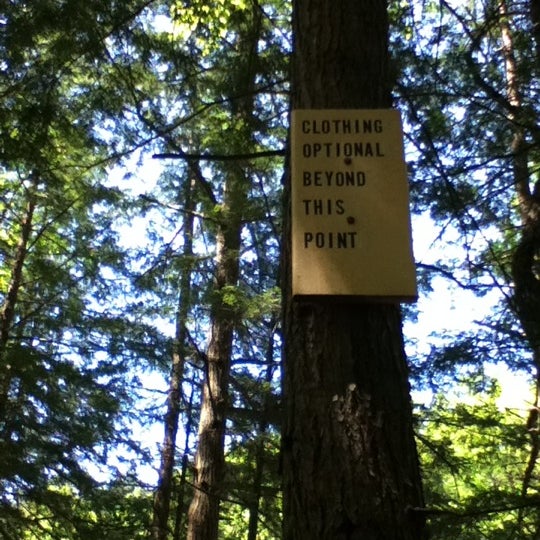 CLOTHING
OPTIONAL
BEYOND
THIS
POINT